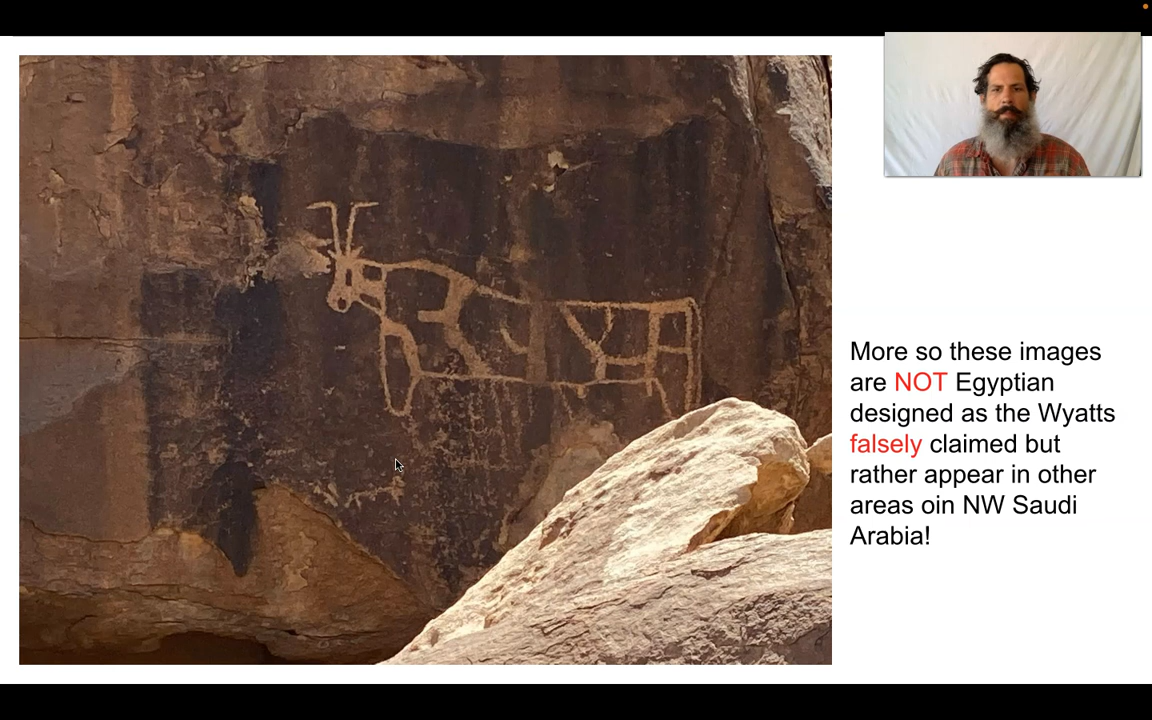 More so these images
are NOT Egyptian
designed as the Wyatts
falsely claimed but
rather appear in other
areas oin NW Saudi
Arabia!